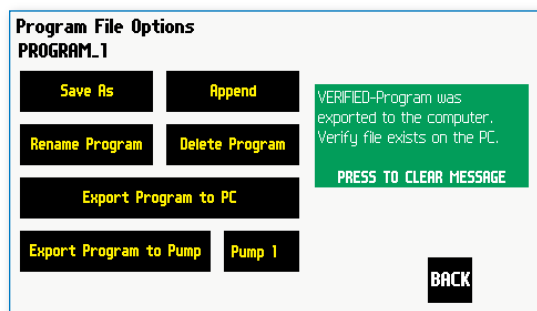 Program File Options
PROGRAM_1
Save As
Append
VERIFIED-Program was
exported to the computer.
Verify file exists on the PC.
PRESS TO CLEAR MESSAGE
Rename Program
Delete Program
Export Program to PC
Export Program to Pump
Pump 1
BACK